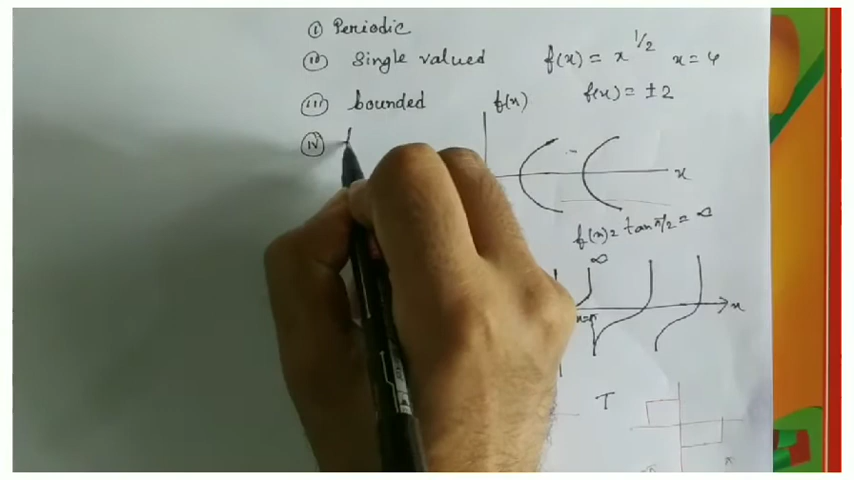 (i) Periodic
(ii) Single valued f(x) = x^1/2 x = 4
f(x) = ±2
(iii) bounded f(x)
(iv)
x
f(x) = tan π/2 = ∞
∞
x
T
π